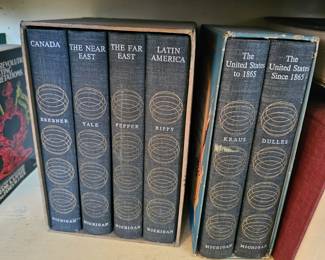 CANADA
BREBNER
MICHIGAN
THE NEAR
EAST
YALE
MICHIGAN
THE FAR
EAST
PEFFER
MICHIGAN
LATIN
AMERICA
RIPPY
MICHIGAN
The
United States
to 1865
KRAUS
MICHIGAN
The
United States
Since 1865
DULLES
MICHIGAN